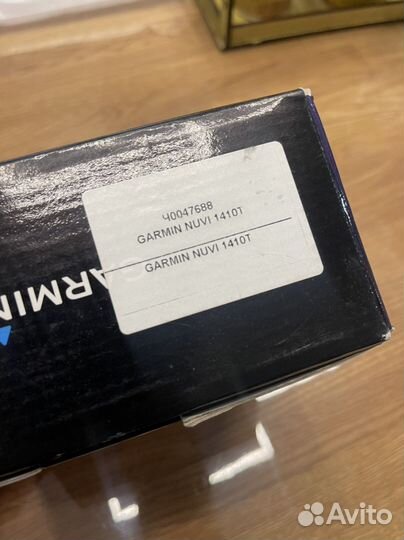 Ч0047688
GARMIN NUVI 1410T
GARMIN NUVI 1410T
ARMIN
Avito